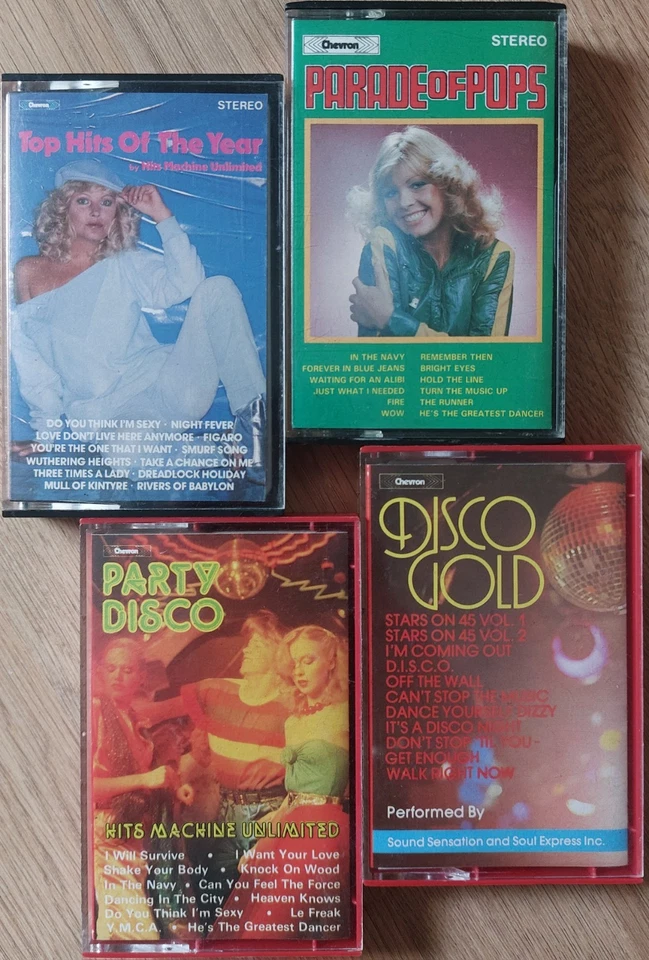 Chevron
STEREO
Top Hits Of The Year
by Hits Machine Unlimited
DO YOU THINK I'M SEXY · NIGHT FEVER
LOVE DON'T LIVE HERE ANYMORE · FIGARO
YOU'RE THE ONE THAT I WANT · SMURF SONG
WUTHERING HEIGHTS · TAKE A CHANCE ON ME
THREE TIMES A LADY · DREADLOCK HOLIDAY
MULL OF KINTYRE · RIVERS OF BABYLON
Chevron
STEREO
PARADE OF POPS
IN THE NAVY
FOREVER IN BLUE JEANS
WAITING FOR AN ALIBI
JUST WHAT I NEEDED
FIRE
WOW
REMEMBER THEN
BRIGHT EYES
HOLD THE LINE
TURN THE MUSIC UP
THE RUNNER
HE'S THE GREATEST DANCER
Chevron
PARTY
DISCO
HITS MACHINE UNLIMITED
I Will Survive • I Want Your Love
Shake Your Body • Knock On Wood
In The Navy • Can You Feel The Force
Dancing In The City • Heaven Knows
Do You Think I'm Sexy • Le Freak
Y.M.C.A. • He's The Greatest Dancer
Chevron
DISCO
GOLD
STARS ON 45 VOL. 1
STARS ON 45 VOL. 2
I'M COMING OUT
D.I.S.C.O.
OFF THE WALL
CAN'T STOP THE MUSIC
DANCE YOURSELF DIZZY
IT'S A DISCO NIGHT
DON'T STOP 'TIL YOU -
GET ENOUGH
WALK RIGHT NOW
Performed By
Sound Sensation and Soul Express Inc.